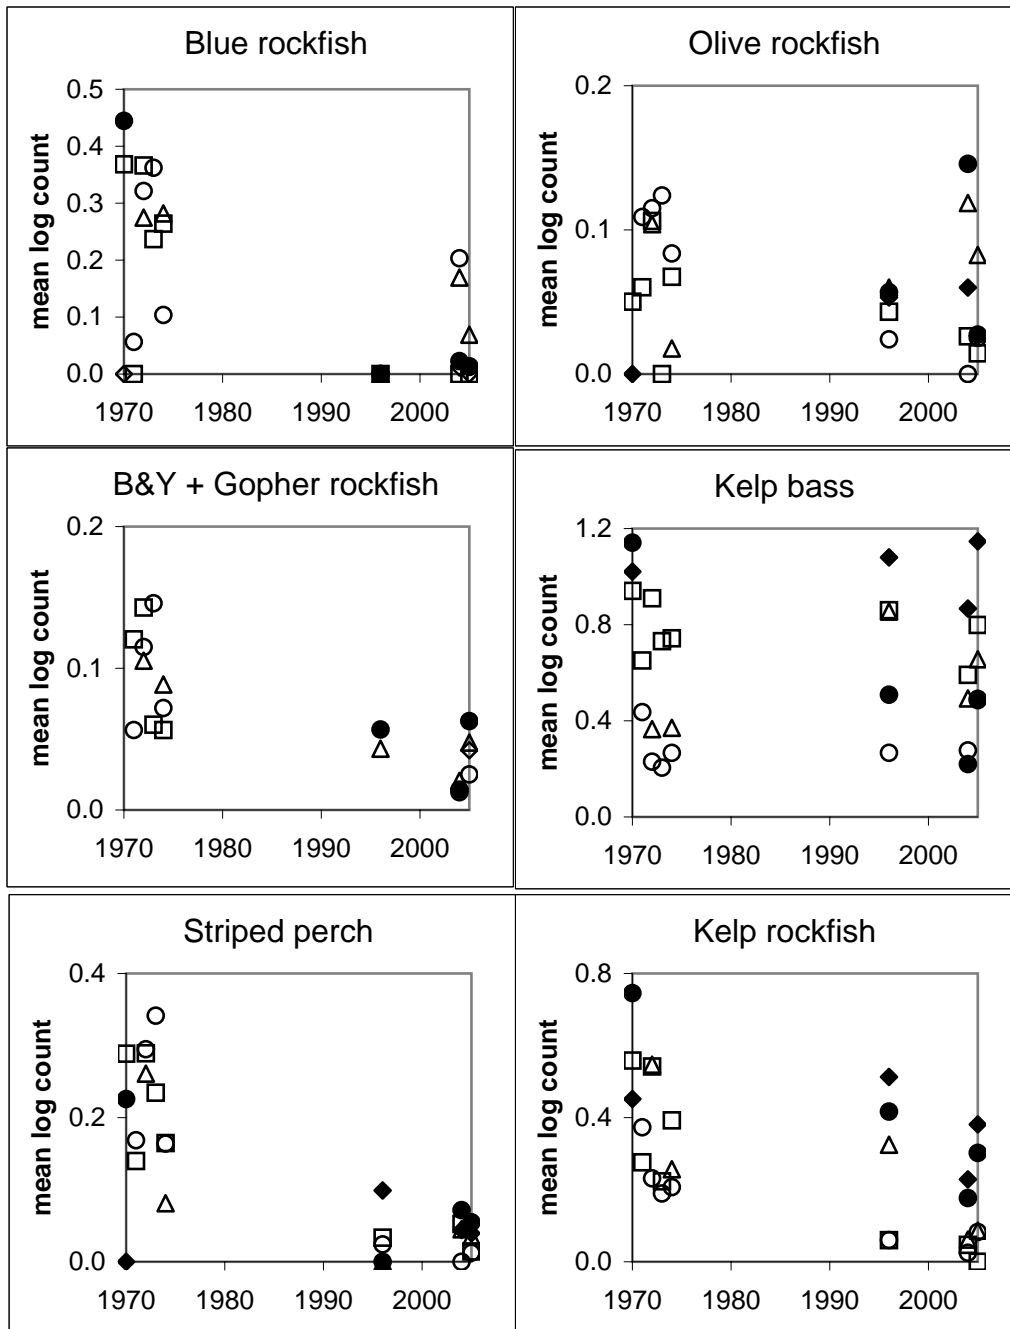 Blue rockfish
mean log count
0.5
0.4
0.3
0.2
0.1
0.0
1970 1980 1990 2000
Olive rockfish
mean log count
0.2
0.1
0.0
1970 1980 1990 2000
B&Y + Gopher rockfish
mean log count
0.2
0.1
0.0
1970 1980 1990 2000
Kelp bass
mean log count
1.2
0.8
0.4
0.0
1970 1980 1990 2000
Striped perch
mean log count
0.4
0.2
0.0
1970 1980 1990 2000
Kelp rockfish
mean log count
0.8
0.4
0.0
1970 1980 1990 2000